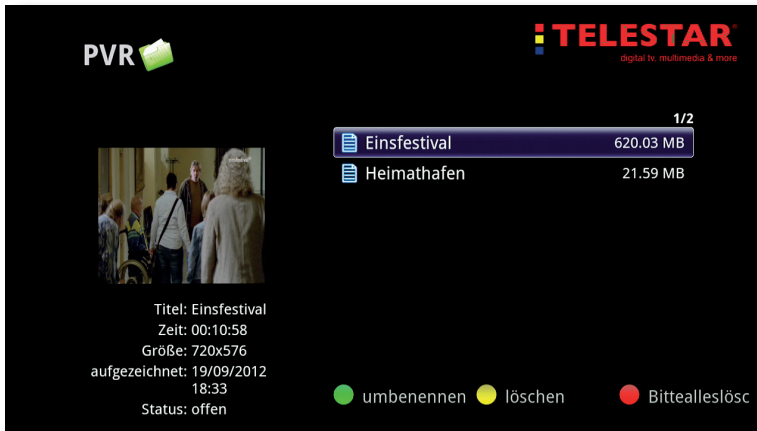 PVR
TELESTAR
digital tv, multimedia & more
1/2
Einsfestival 620.03 MB
Heimathafen 21.59 MB
Titel: Einsfestival
Zeit: 00:10:58
Größe: 720x576
aufgezeichnet: 19/09/2012
18:33
Status: offen
umbenennen löschen Bittealleslösc